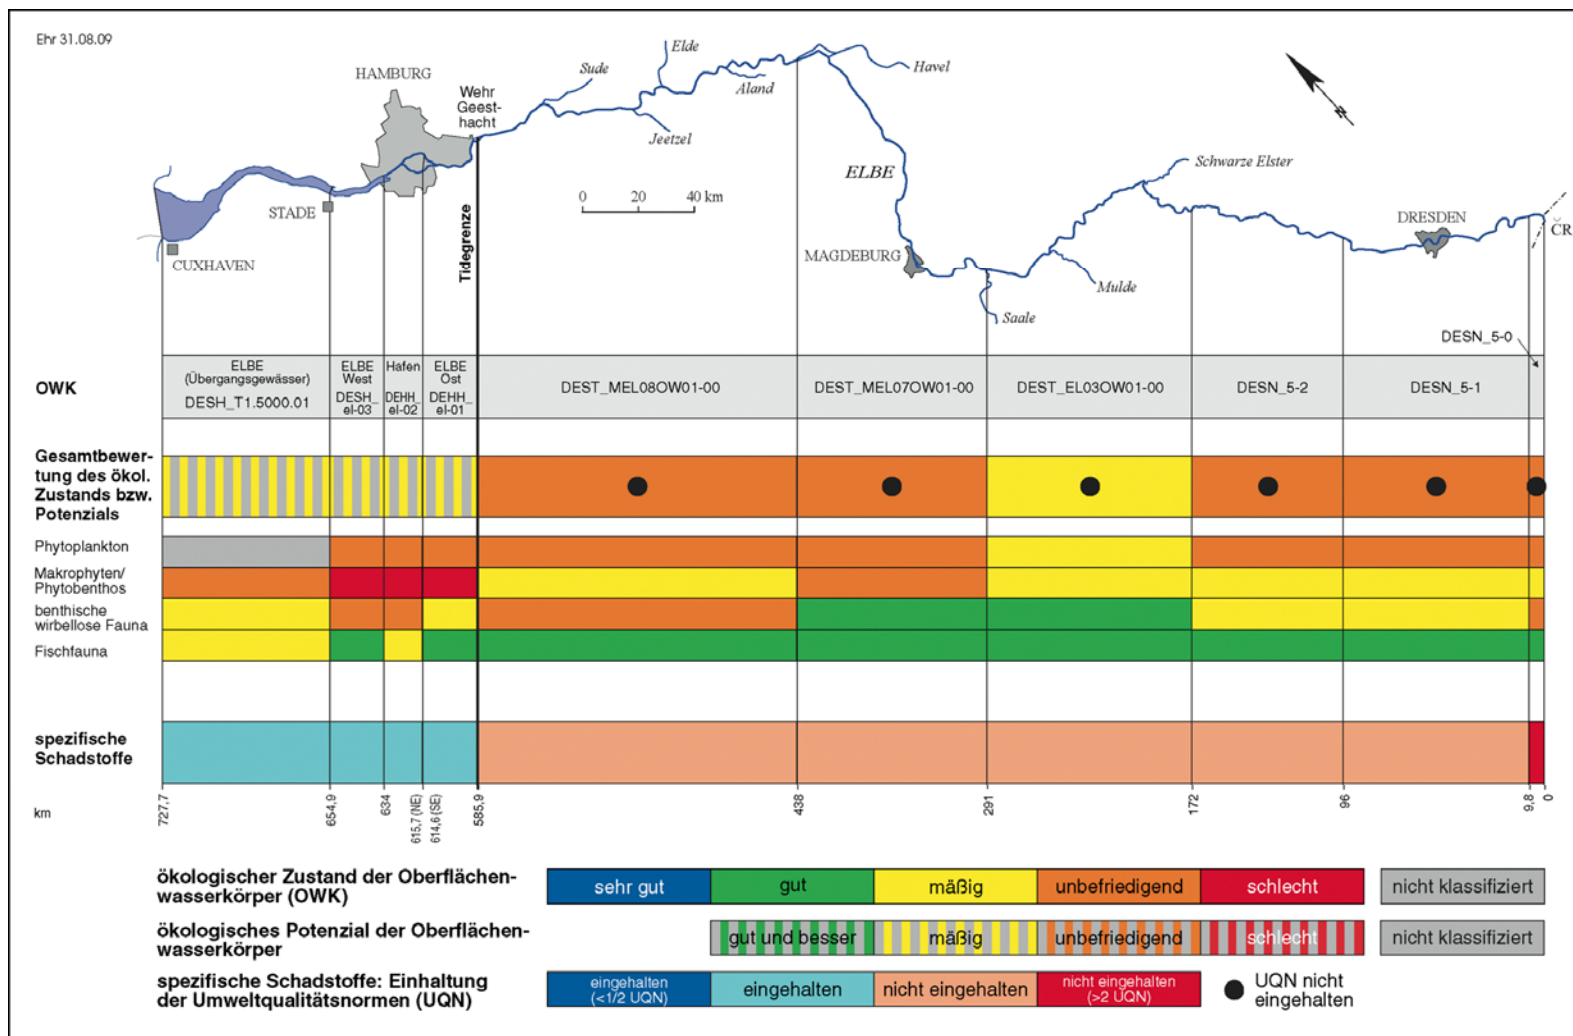 Ehr 31.08.09
HAMBURG
Wehr
Geest-
hacht
Sude
Elde
Aland
Jeetzel
Havel
N
ELBE
0 20 40 km
Schwarze Elster
STADE
CUXHAVEN
Tidegrenze
MAGDEBURG
Saale
Mulde
DRESDEN
ČR
DESN_5-0
OWK
ELBE
(Übergangsgewässer)
DESH_T1.5000.01
ELBE
West
DESH_
el-03
Hafen
DEHH_
el-02
ELBE
Ost
DEHH_
el-01
DEST_MEL08OW01-00
DEST_MEL07OW01-00
DEST_EL03OW01-00
DESN_5-2
DESN_5-1
Gesamtbewer-
tung des ökol.
Zustands bzw.
Potenzials
Phytoplankton
Makrophyten/
Phytobenthos
benthische
wirbellose Fauna
Fischfauna
spezifische
Schadstoffe
km
727,7
654,9
634
615,7 (NE)
614,6 (SE)
585,9
438
291
172
96
9,8
0
ökologischer Zustand der Oberflächen-
wasserkörper (OWK)
sehr gut
gut
mäßig
unbefriedigend
schlecht
nicht klassifiziert
ökologisches Potenzial der Oberflächen-
wasserkörper
gut und besser
mäßig
unbefriedigend
schlecht
nicht klassifiziert
spezifische Schadstoffe: Einhaltung
der Umweltqualitätsnormen (UQN)
eingehalten
(<1/2 UQN)
eingehalten
nicht eingehalten
nicht eingehalten
(>2 UQN)
UQN nicht
eingehalten